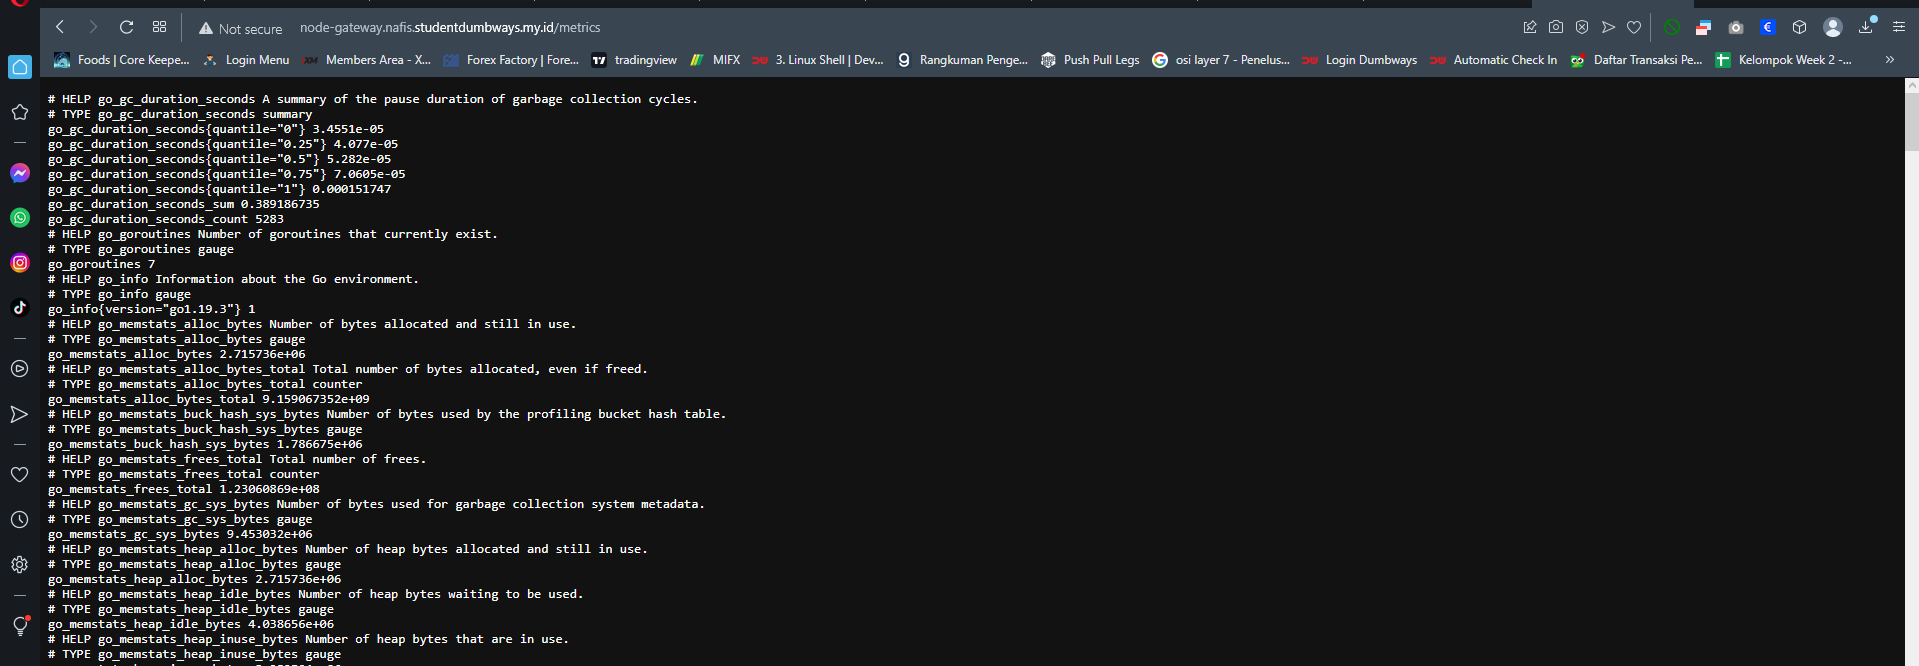 Not secure node-gateway.nafis.studentdumbways.my.id/metrics
Foods | Core Keepe... Login Menu Members Area - X... Forex Factory | Fore... tradingview MIFX 3. Linux Shell | Dev... Rangkuman Penge... Push Pull Legs osi layer 7 - Penelus... Login Dumbways Automatic Check In Daftar Transaksi Pe... Kelompok Week 2 -... »
# HELP go_gc_duration_seconds A summary of the pause duration of garbage collection cycles.
# TYPE go_gc_duration_seconds summary
go_gc_duration_seconds{quantile="0"} 3.4551e-05
go_gc_duration_seconds{quantile="0.25"} 4.077e-05
go_gc_duration_seconds{quantile="0.5"} 5.282e-05
go_gc_duration_seconds{quantile="0.75"} 7.0605e-05
go_gc_duration_seconds{quantile="1"} 0.000151747
go_gc_duration_seconds_sum 0.389186735
go_gc_duration_seconds_count 5283
# HELP go_goroutines Number of goroutines that currently exist.
# TYPE go_goroutines gauge
go_goroutines 7
# HELP go_info Information about the Go environment.
# TYPE go_info gauge
go_info{version="go1.19.3"} 1
# HELP go_memstats_alloc_bytes Number of bytes allocated and still in use.
# TYPE go_memstats_alloc_bytes gauge
go_memstats_alloc_bytes 2.715736e+06
# HELP go_memstats_alloc_bytes_total Total number of bytes allocated, even if freed.
# TYPE go_memstats_alloc_bytes_total counter
go_memstats_alloc_bytes_total 9.159067352e+09
# HELP go_memstats_buck_hash_sys_bytes Number of bytes used by the profiling bucket hash table.
# TYPE go_memstats_buck_hash_sys_bytes gauge
go_memstats_buck_hash_sys_bytes 1.786675e+06
# HELP go_memstats_frees_total Total number of frees.
# TYPE go_memstats_frees_total counter
go_memstats_frees_total 1.23060869e+08
# HELP go_memstats_gc_sys_bytes Number of bytes used for garbage collection system metadata.
# TYPE go_memstats_gc_sys_bytes gauge
go_memstats_gc_sys_bytes 9.453032e+06
# HELP go_memstats_heap_alloc_bytes Number of heap bytes allocated and still in use.
# TYPE go_memstats_heap_alloc_bytes gauge
go_memstats_heap_alloc_bytes 2.715736e+06
# HELP go_memstats_heap_idle_bytes Number of heap bytes waiting to be used.
# TYPE go_memstats_heap_idle_bytes gauge
go_memstats_heap_idle_bytes 4.038656e+06
# HELP go_memstats_heap_inuse_bytes Number of heap bytes that are in use.
# TYPE go_memstats_heap_inuse_bytes gauge